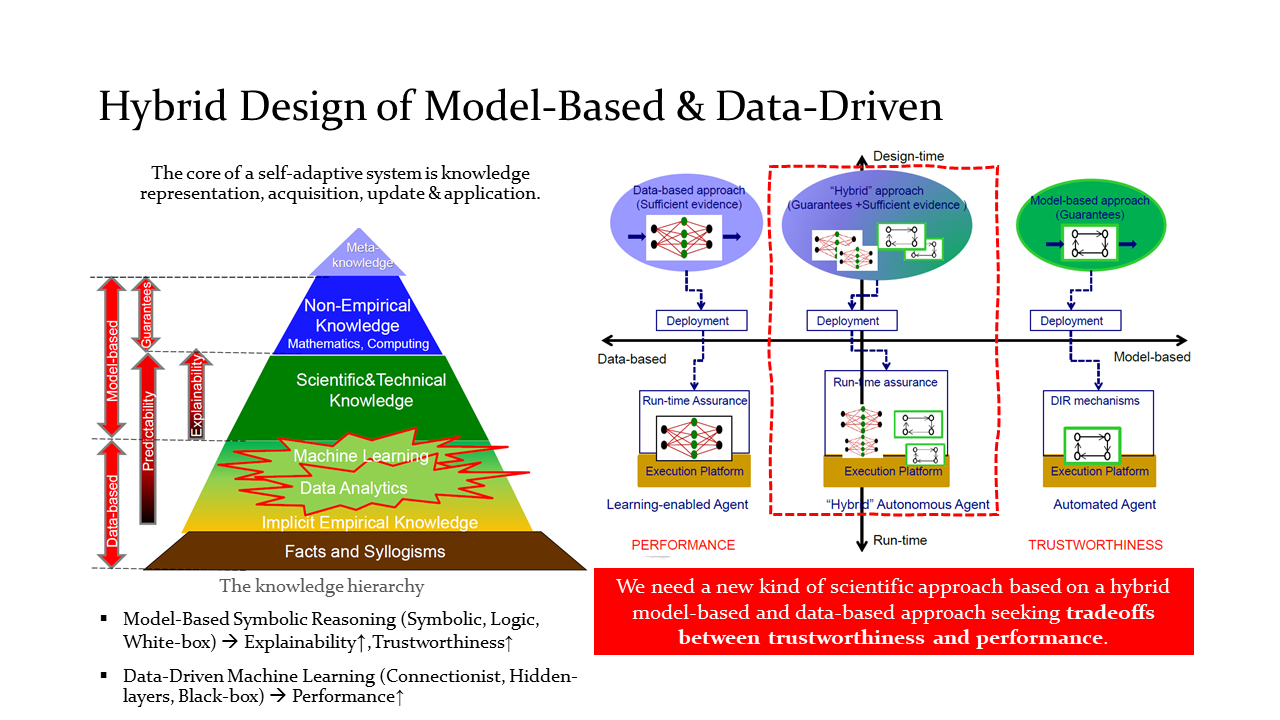 Hybrid Design of Model-Based & Data-Driven
The core of a self-adaptive system is knowledge
representation, acquisition, update & application.
Meta-
knowledge
Non-Empirical
Knowledge
Mathematics, Computing
Scientific&Technical
Knowledge
Machine Learning
Data Analytics
Implicit Empirical Knowledge
Facts and Syllogisms
Model-based
Guarantees
Predictability
Explainability
Data-based
The knowledge hierarchy
▪ Model-Based Symbolic Reasoning (Symbolic, Logic,
White-box) → Explainability↑,Trustworthiness↑
▪ Data-Driven Machine Learning (Connectionist, Hidden-
layers, Black-box) → Performance↑
Design-time
Data-based approach
(Sufficient evidence)
“Hybrid” approach
(Guarantees +Sufficient evidence )
Model-based approach
(Guarantees)
Deployment
Deployment
Deployment
Data-based
Model-based
Run-time Assurance
Run-time assurance
DIR mechanisms
Execution Platform
Execution Platform
Execution Platform
Learning-enabled Agent
“Hybrid” Autonomous Agent
Automated Agent
PERFORMANCE
Run-time
TRUSTWORTHINESS
We need a new kind of scientific approach based on a hybrid
model-based and data-based approach seeking tradeoffs
between trustworthiness and performance.